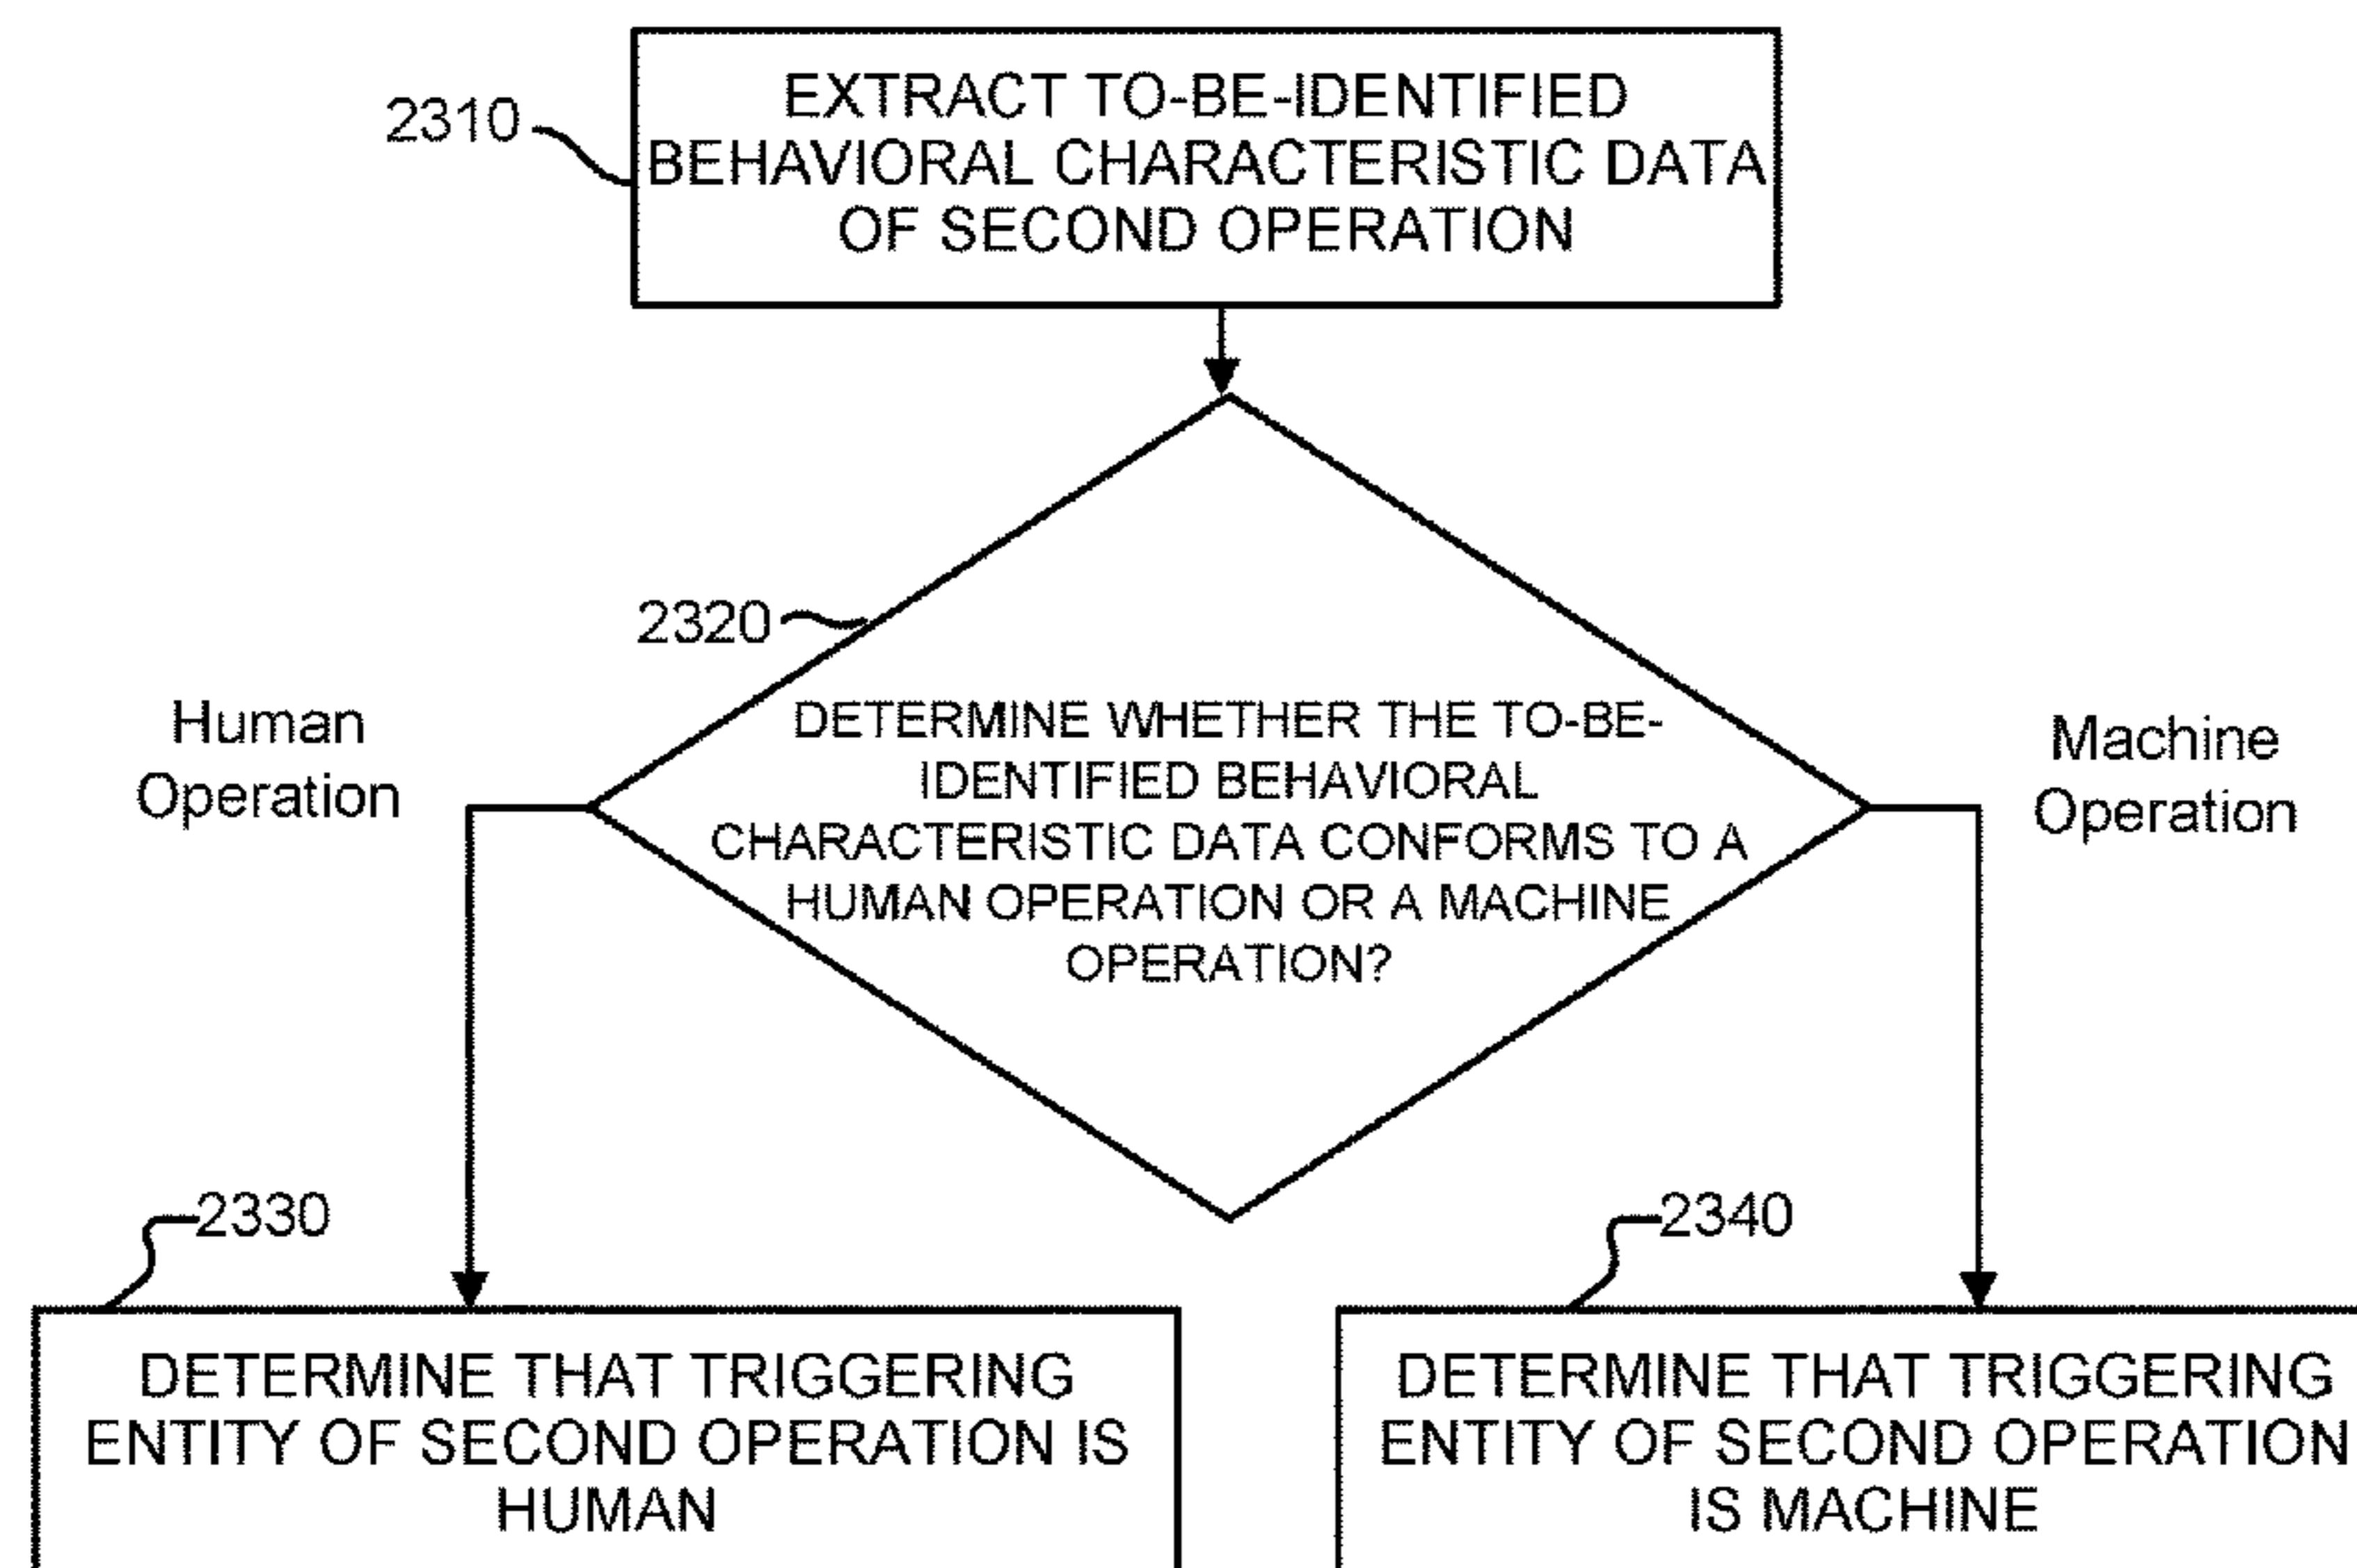 EXTRACT TO-BE-IDENTIFIED
2310
BEHAVIORAL CHARACTERISTIC DATA
OF SECOND OPERATION
2320
DETERMINE WHETHER THE TO-BE-
IDENTIFIED BEHAVIORAL
CHARACTERISTIC DATA CONFORMS TO A
HUMAN OPERATION OR A MACHINE
OPERATION?
Human
Operation
Machine
Operation
2330
DETERMINE THAT TRIGGERING
ENTITY OF SECOND OPERATION IS
HUMAN
2340
DETERMINE THAT TRIGGERING
ENTITY OF SECOND OPERATION
IS MACHINE